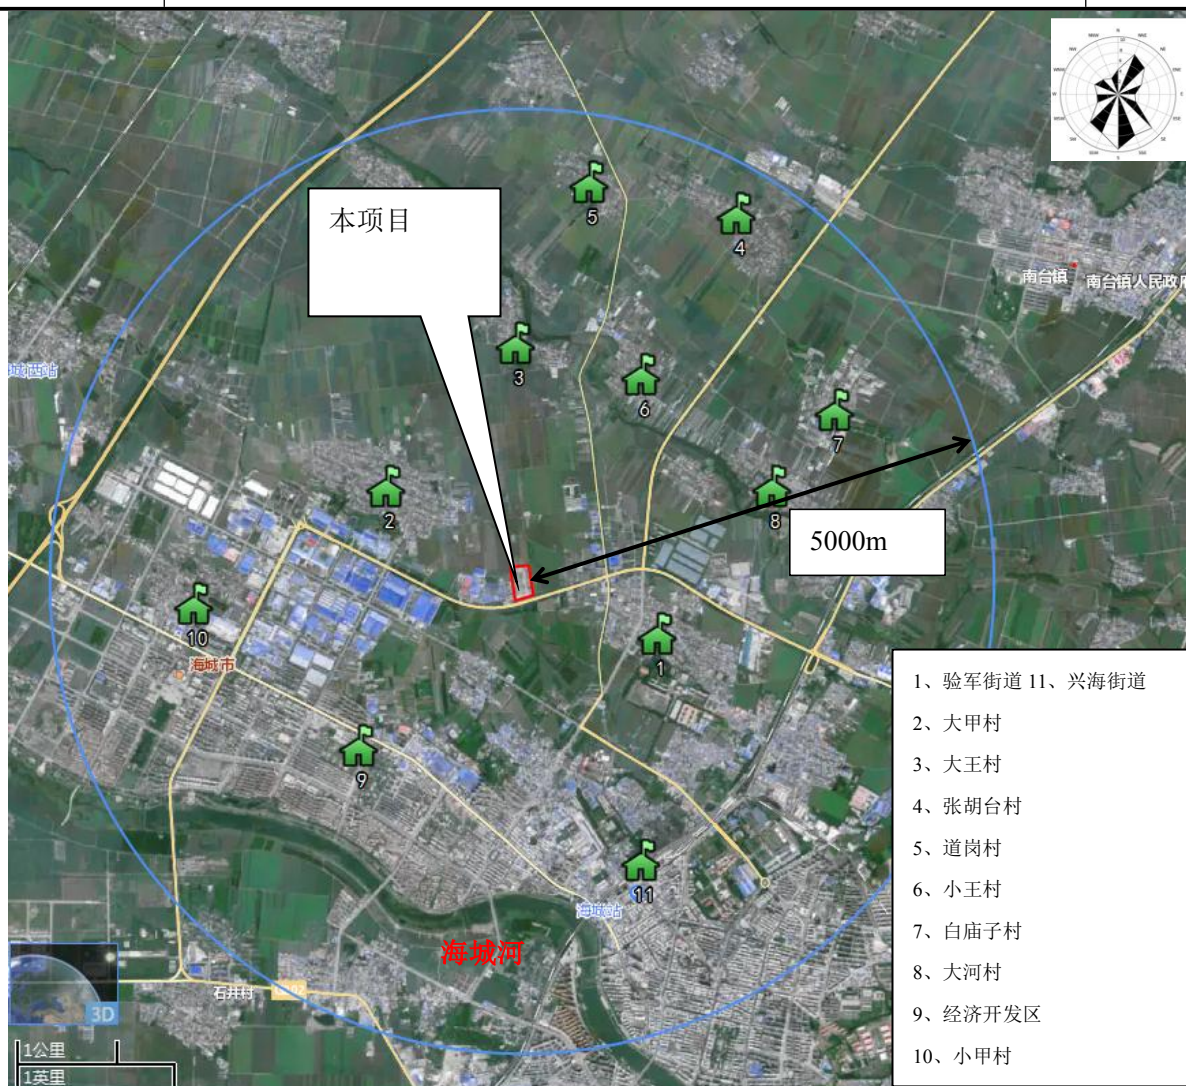 本项目
5
4
南台镇
南台镇人民政府
3
6
7
2
8
5000m
10
海城市
1
9
11
海城站
海城河
石井村
3D
1公里
1英里
1、验军街道 11、兴海街道
2、大甲村
3、大王村
4、张胡台村
5、道岗村
6、小王村
7、白庙子村
8、大河村
9、经济开发区
10、小甲村